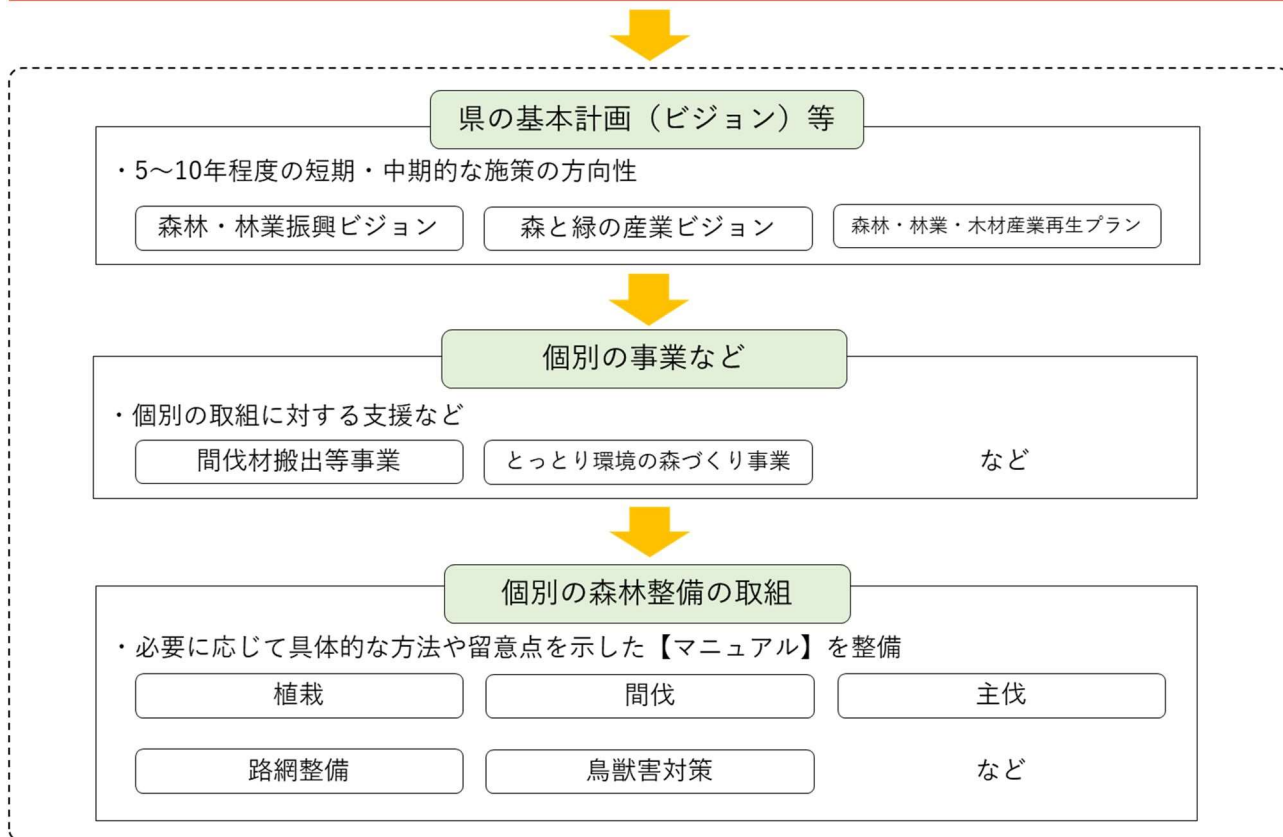 県の基本計画（ビジョン）等
・5～10年程度の短期・中期的な施策の方向性
森林・林業振興ビジョン
森と緑の産業ビジョン
森林・林業・木材産業再生プラン
個別の事業など
・個別の取組に対する支援など
間伐材搬出等事業
とっとり環境の森づくり事業
など
個別の森林整備の取組
・必要に応じて具体的な方法や留意点を示した【マニュアル】を整備
植栽
間伐
主伐
路網整備
鳥獣害対策
など